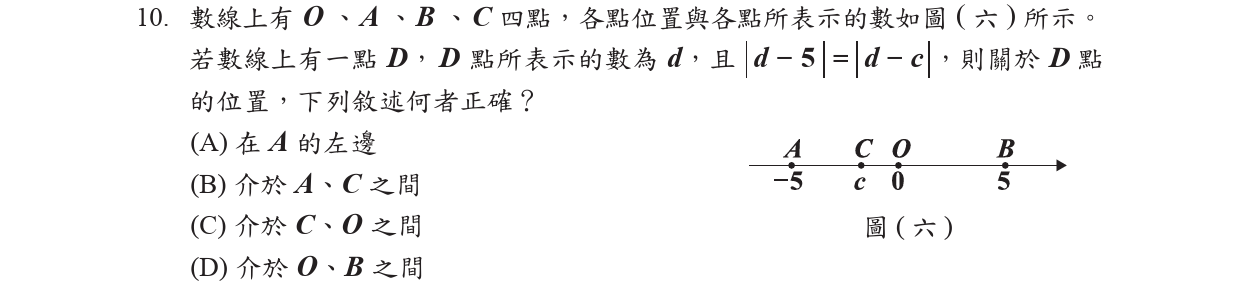 10. 數線上有 O、A、B、C 四點，各點位置與各點所表示的數如圖(六)所示。
若數線上有一點 D，D 點所表示的數為 d，且 |d − 5| = |d − c|，則關於 D 點
的位置，下列敘述何者正確？
(A) 在 A 的左邊
(B) 介於 A、C 之間
(C) 介於 C、O 之間
(D) 介於 O、B 之間
A C O B
−5 c 0 5
圖(六)